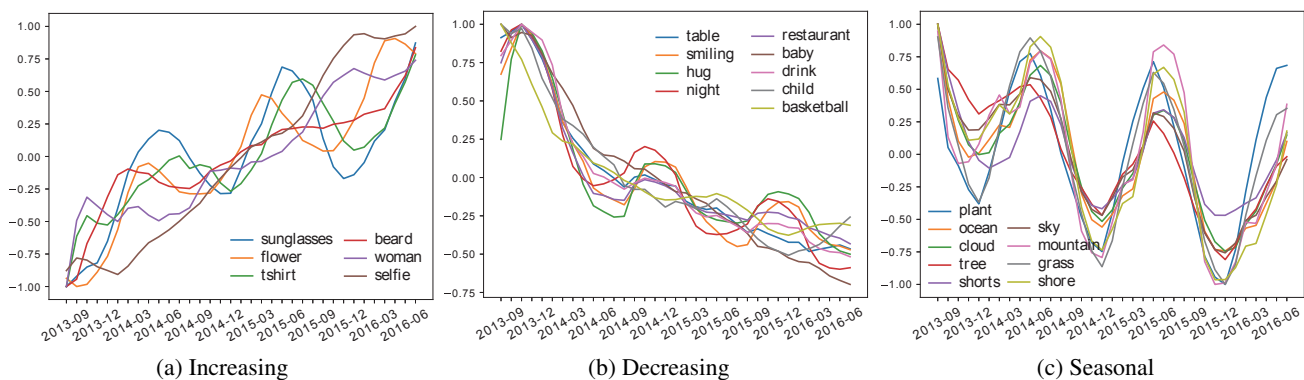 1.00
0.75
0.50
0.25
0.00
−0.25
−0.50
−0.75
−1.00
sunglasses
flower
tshirt
beard
woman
selfie
2013-09
2013-12
2014-03
2014-06
2014-09
2014-12
2015-03
2015-06
2015-09
2015-12
2016-03
2016-06
(a) Increasing
1.00
0.75
0.50
0.25
0.00
−0.25
−0.50
−0.75
table
smiling
hug
night
restaurant
baby
drink
child
basketball
2013-09
2013-12
2014-03
2014-06
2014-09
2014-12
2015-03
2015-06
2015-09
2015-12
2016-03
2016-06
(b) Decreasing
1.00
0.75
0.50
0.25
0.00
−0.25
−0.50
−0.75
−1.00
plant
ocean
cloud
tree
shorts
sky
mountain
grass
shore
2013-09
2013-12
2014-03
2014-06
2014-09
2014-12
2015-03
2015-06
2015-09
2015-12
2016-03
2016-06
(c) Seasonal